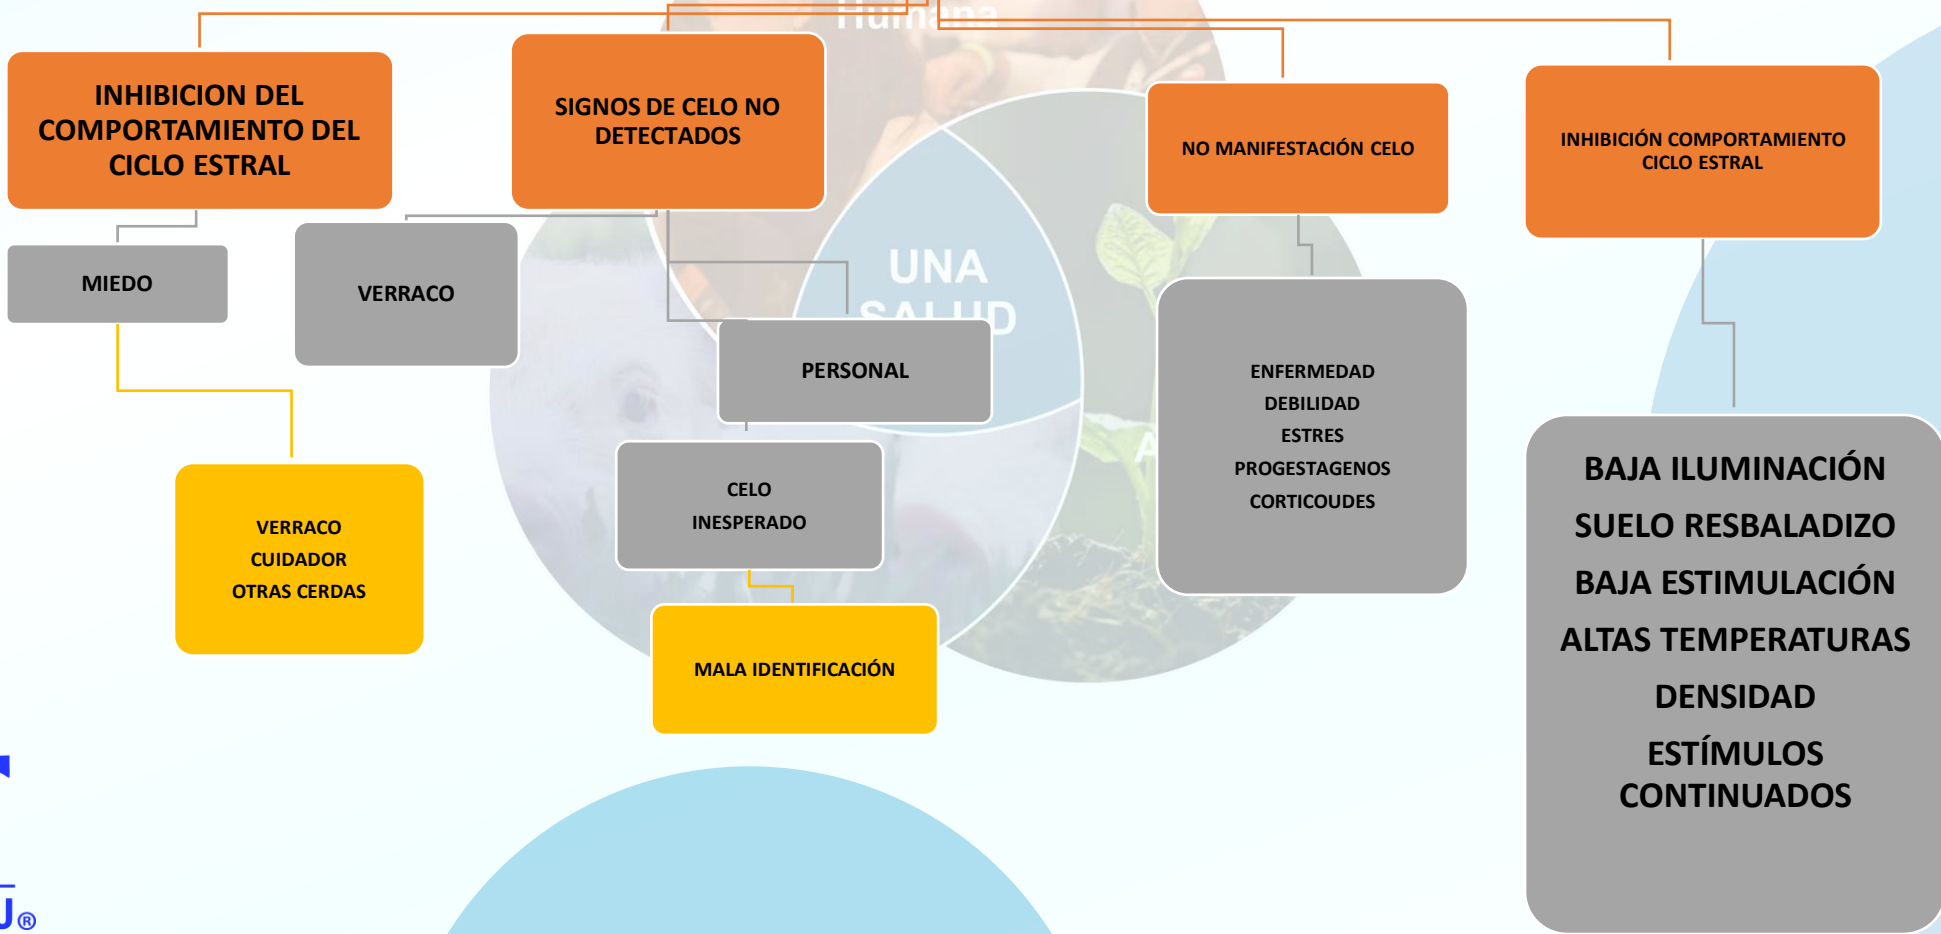 Humana
INHIBICION DEL
COMPORTAMIENTO DEL
CICLO ESTRAL
SIGNOS DE CELO NO
DETECTADOS
NO MANIFESTACIÓN CELO
INHIBICIÓN COMPORTAMIENTO
CICLO ESTRAL
MIEDO
VERRACO
UNA
SALUD
PERSONAL
VERRACO
CUIDADOR
OTRAS CERDAS
CELO
INESPERADO
MALA IDENTIFICACIÓN
ENFERMEDAD
DEBILIDAD
ESTRES
PROGESTAGENOS
CORTICOUDES
BAJA ILUMINACIÓN
SUELO RESBALADIZO
BAJA ESTIMULACIÓN
ALTAS TEMPERATURAS
DENSIDAD
ESTÍMULOS
CONTINUADOS